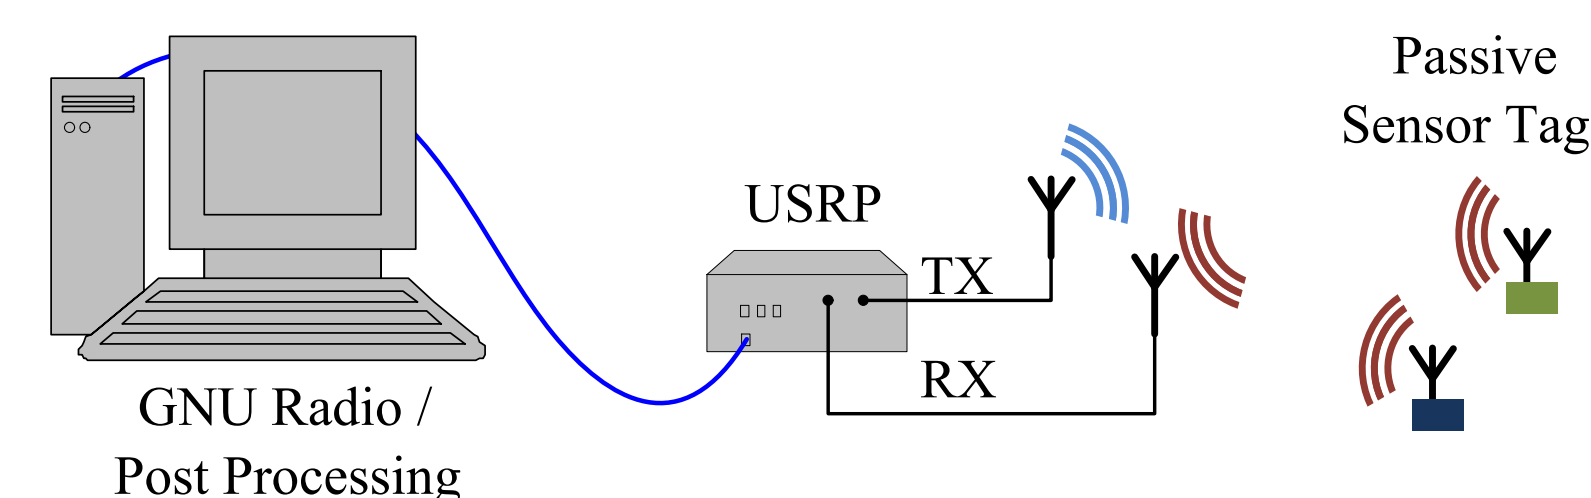 Passive
Sensor Tag
USRP
TX
RX
GNU Radio /
Post Processing